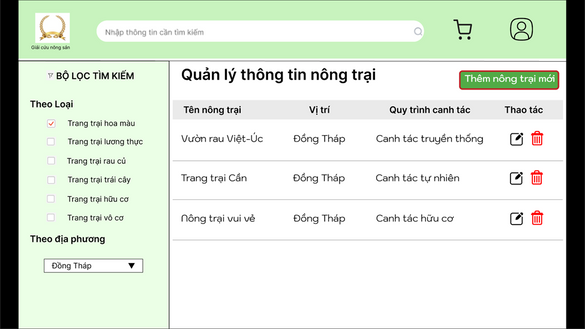 Giải cứu nông sản
Nhập thông tin cần tìm kiếm
BỘ LỌC TÌM KIẾM
Theo Loại
Trang trại hoa màu
Trang trại lương thực
Trang trại rau củ
Trang trại trái cây
Trang trại hữu cơ
Trang trại vô cơ
Theo địa phương
Đồng Tháp
Quản lý thông tin nông trại
Thêm nông trại mới
Tên nông trại Vị trí Quy trình canh tác Thao tác
Vườn rau Việt-Úc Đồng Tháp Canh tác truyền thống
Trang trại Cần Đồng Tháp Canh tác tự nhiên
Nông trại vui vẻ Đồng Tháp Canh tác hữu cơ